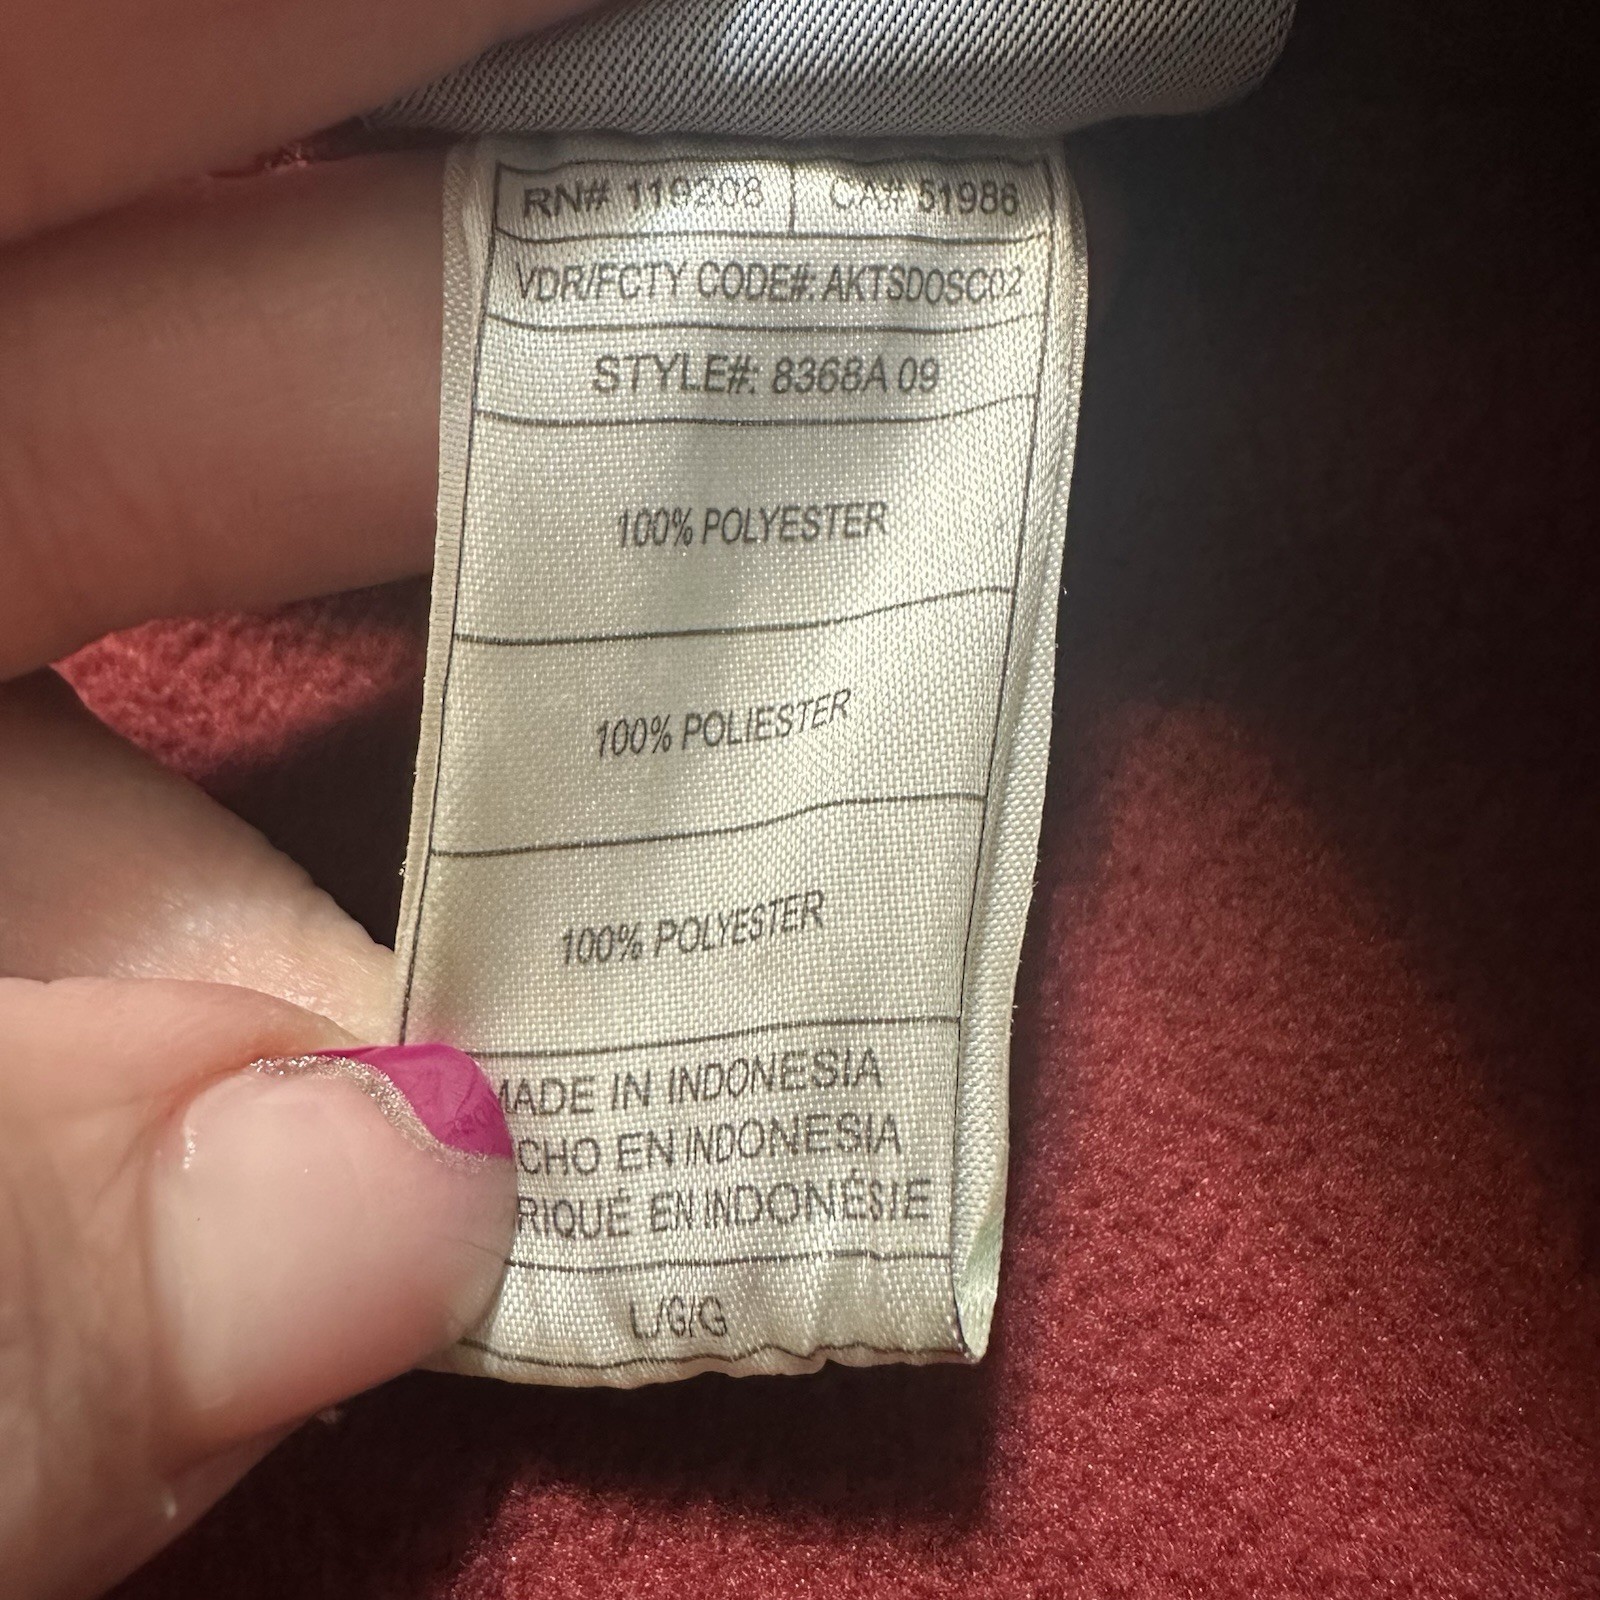 RN# 119208 CA# 51986
VDR/FCTY CODE#: AKTSDOSC02
STYLE#: 8368A 09
100% POLYESTER
100% POLIESTER
100% POLYESTER
MADE IN INDONESIA
CHO EN INDONESIA
RIQUÉ EN INDONÉSIE
L/G/G